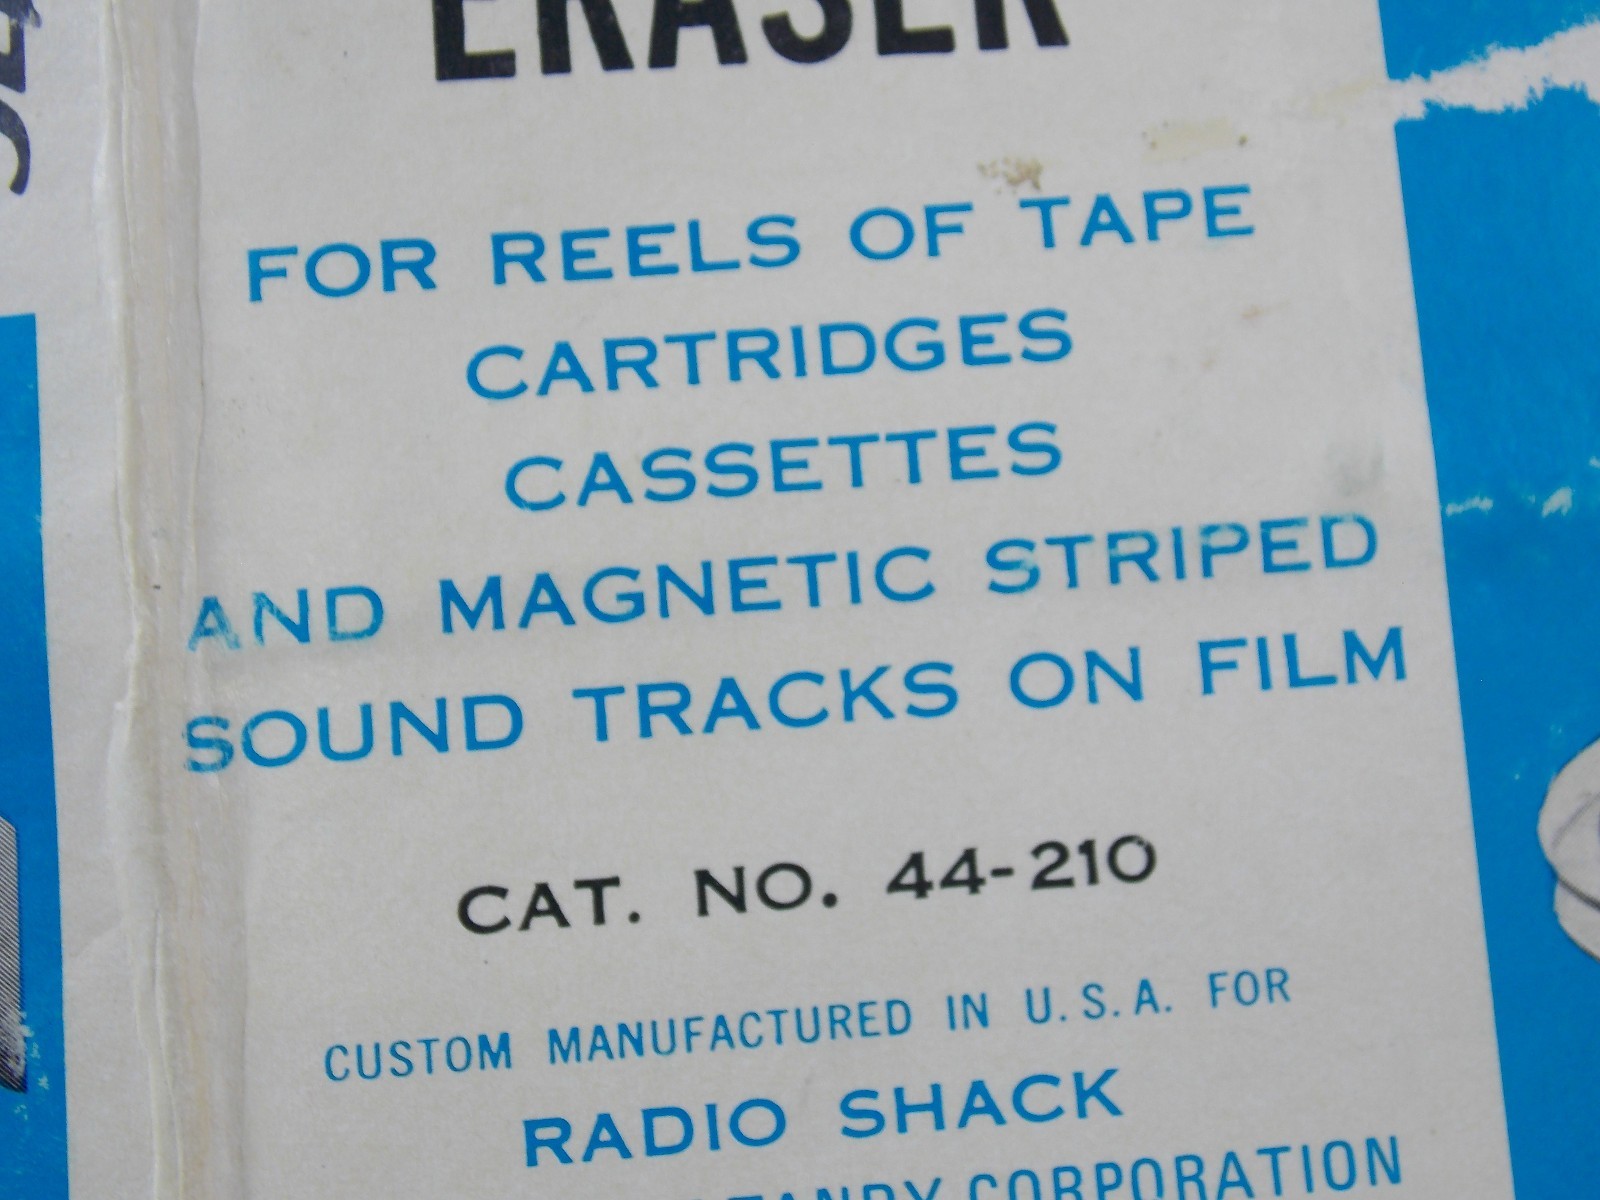 ERASER
FOR REELS OF TAPE
CARTRIDGES
CASSETTES
AND MAGNETIC STRIPED
SOUND TRACKS ON FILM
CAT. NO. 44-210
CUSTOM MANUFACTURED IN U.S.A. FOR
RADIO SHACK
TANDY CORPORATION